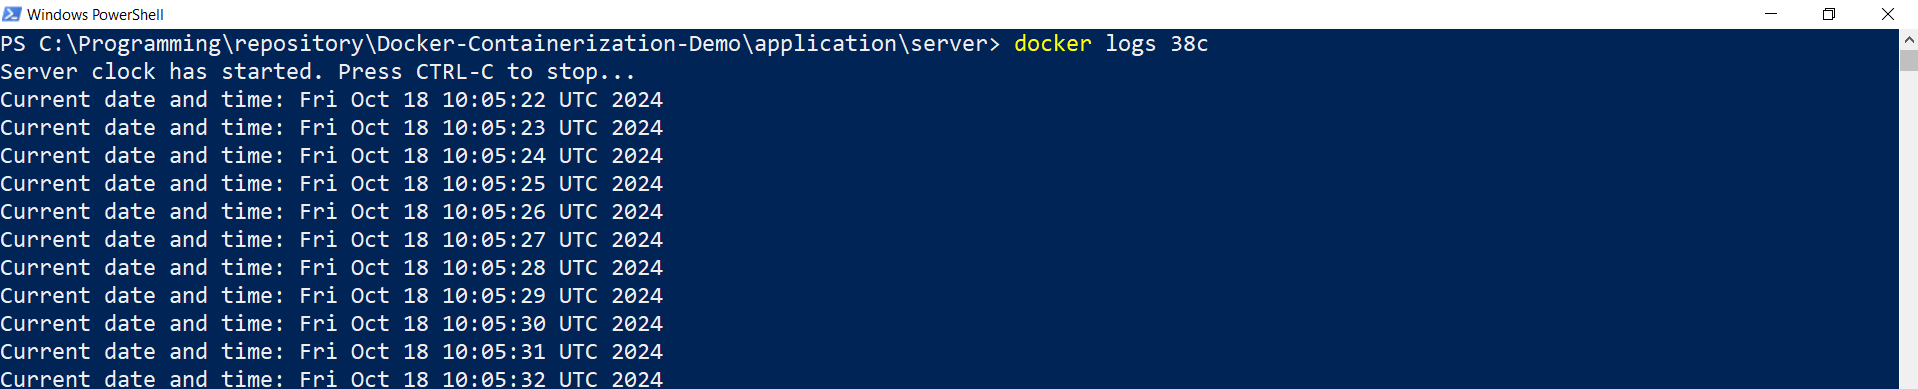 Windows PowerShell
PS C:\Programming\repository\Docker-Containerization-Demo\application\server> docker logs 38c
Server clock has started. Press CTRL-C to stop...
Current date and time: Fri Oct 18 10:05:22 UTC 2024
Current date and time: Fri Oct 18 10:05:23 UTC 2024
Current date and time: Fri Oct 18 10:05:24 UTC 2024
Current date and time: Fri Oct 18 10:05:25 UTC 2024
Current date and time: Fri Oct 18 10:05:26 UTC 2024
Current date and time: Fri Oct 18 10:05:27 UTC 2024
Current date and time: Fri Oct 18 10:05:28 UTC 2024
Current date and time: Fri Oct 18 10:05:29 UTC 2024
Current date and time: Fri Oct 18 10:05:30 UTC 2024
Current date and time: Fri Oct 18 10:05:31 UTC 2024
Current date and time: Fri Oct 18 10:05:32 UTC 2024